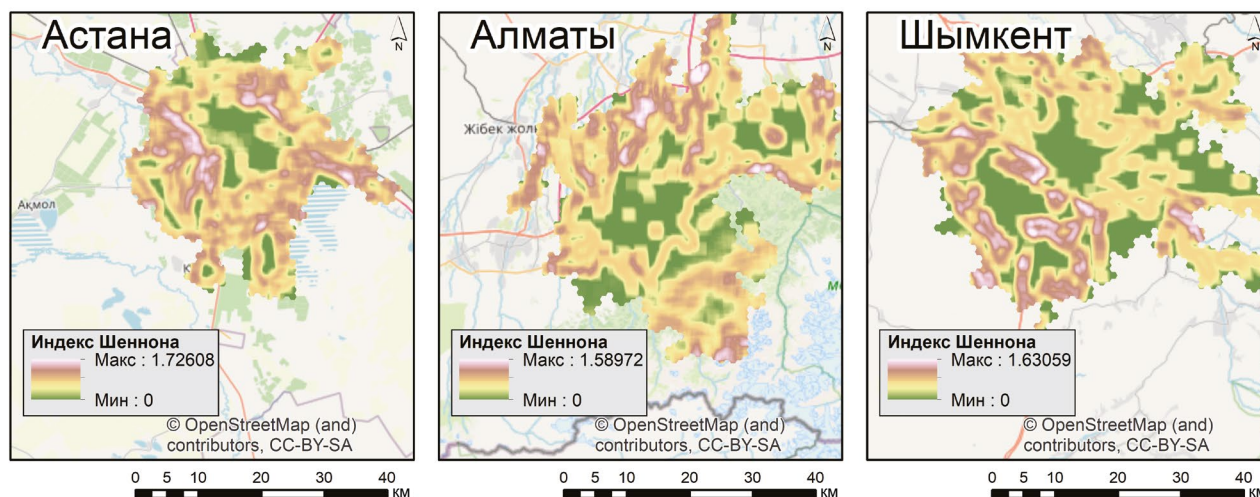 Астана
N
Ақмол
Индекс Шеннона
Макс : 1.72608
Мин : 0
© OpenStreetMap (and)
contributors, CC-BY-SA
0 5 10 20 30 40
КМ
Алматы
N
Жібек жолы
Индекс Шеннона
Макс : 1.58972
Мин : 0
© OpenStreetMap (and)
contributors, CC-BY-SA
0 5 10 20 30 40
КМ
Шымкент
N
Индекс Шеннона
Макс : 1.63059
Мин : 0
© OpenStreetMap (and)
contributors, CC-BY-SA
0 5 10 20 30 40
КМ